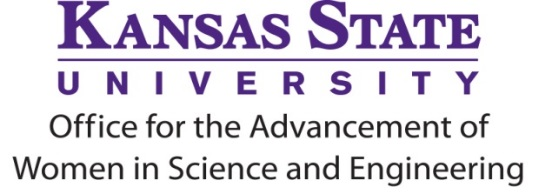 KANSAS STATE
UNIVERSITY
Office for the Advancement of
Women in Science and Engineering